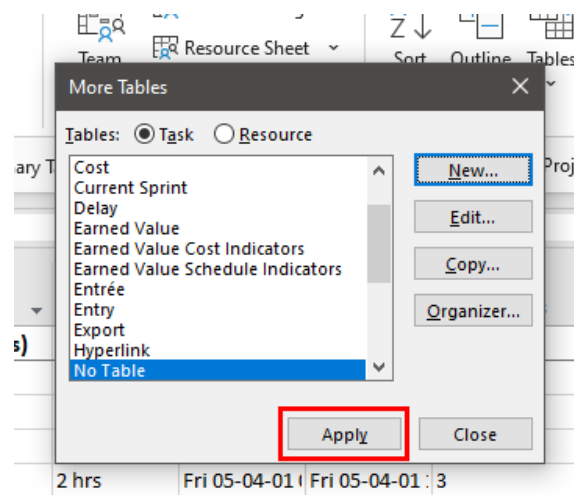 Team
Resource Sheet
Sort
Outline
Tables
More Tables
Tables: Task Resource
ary T
Proj
Cost
Current Sprint
Delay
Earned Value
Earned Value Cost Indicators
Earned Value Schedule Indicators
Entrée
Entry
Export
Hyperlink
No Table
New...
Edit...
Copy...
Organizer...
s)
Apply
Close
2 hrs
Fri 05-04-01
Fri 05-04-01
3